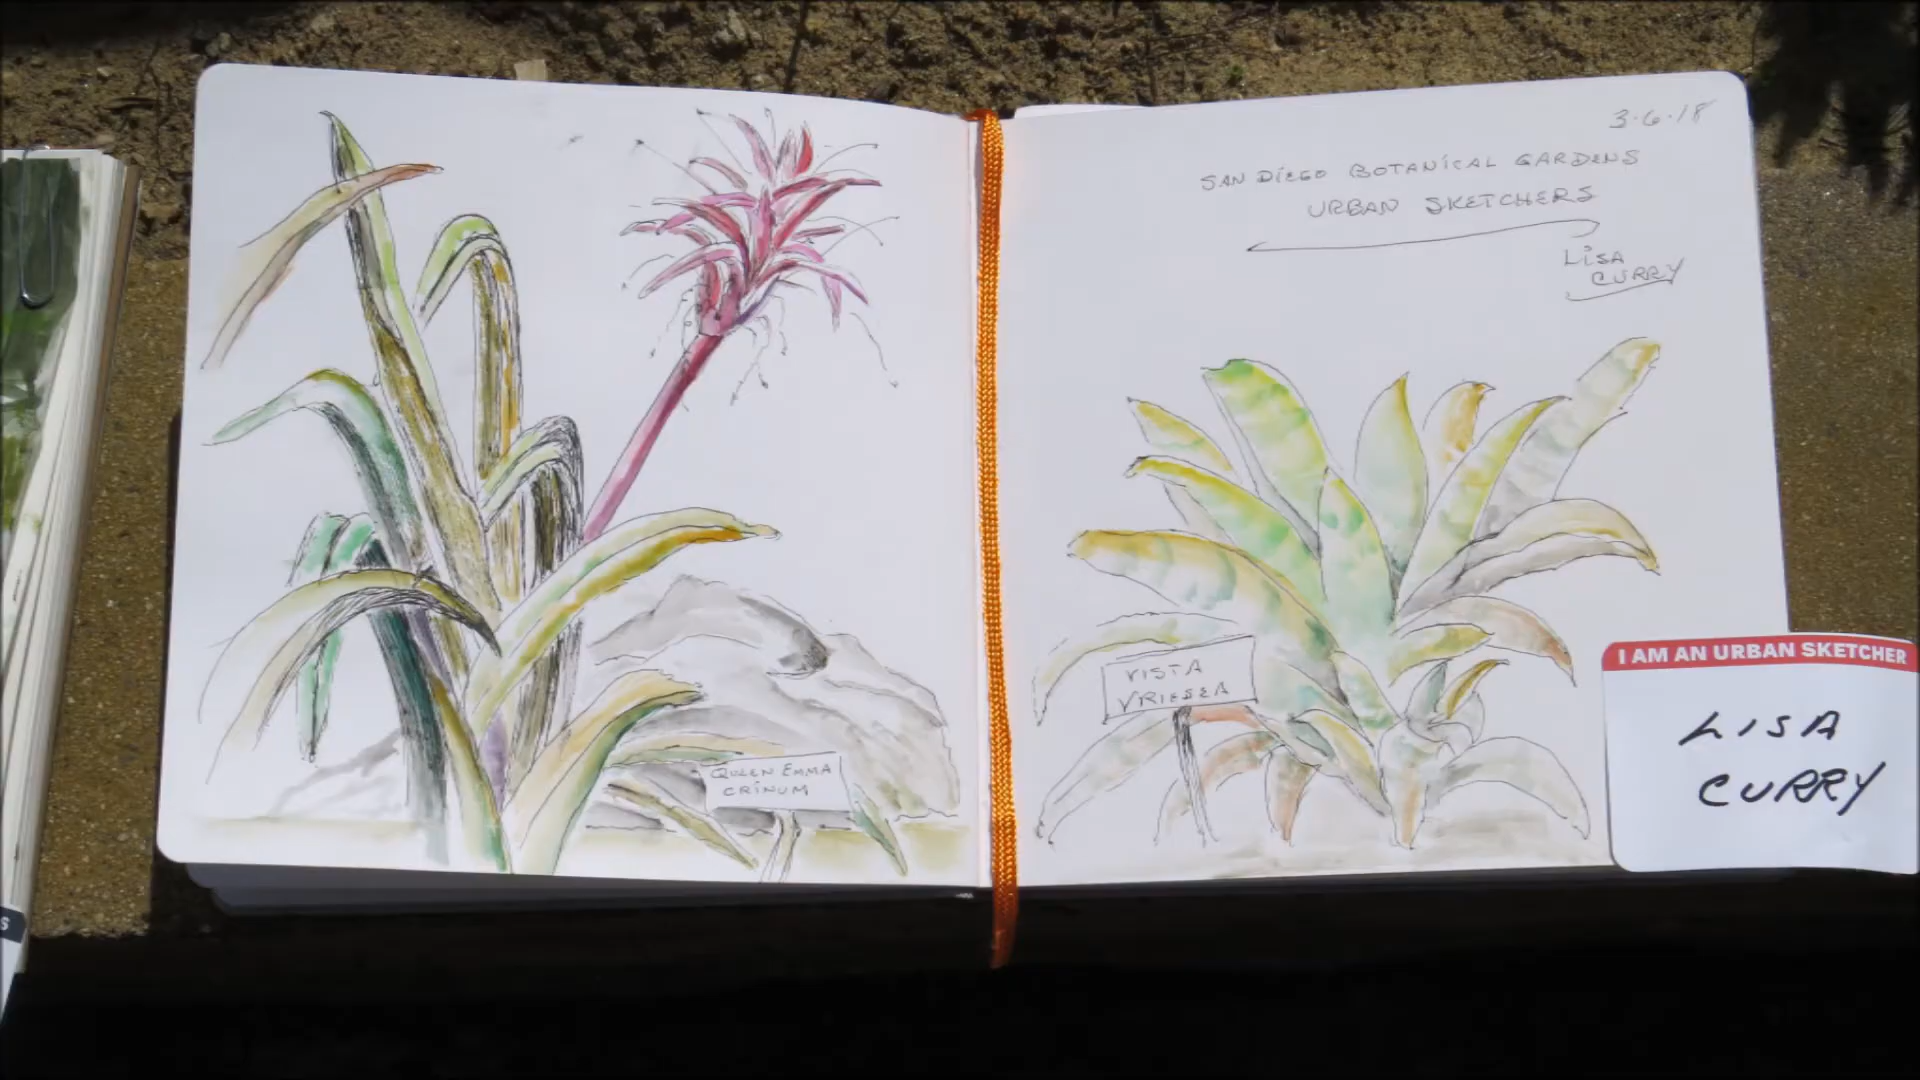 3.6.18
SAN DiEGO BOTANiCAL GARDENS
URBAN SKETCHERS
LiSA
CURRY
QUEEN EMMA
CRiNUM
VISTA
VRIESEA
I AM AN URBAN SKETCHER
LISA
CURRY
S